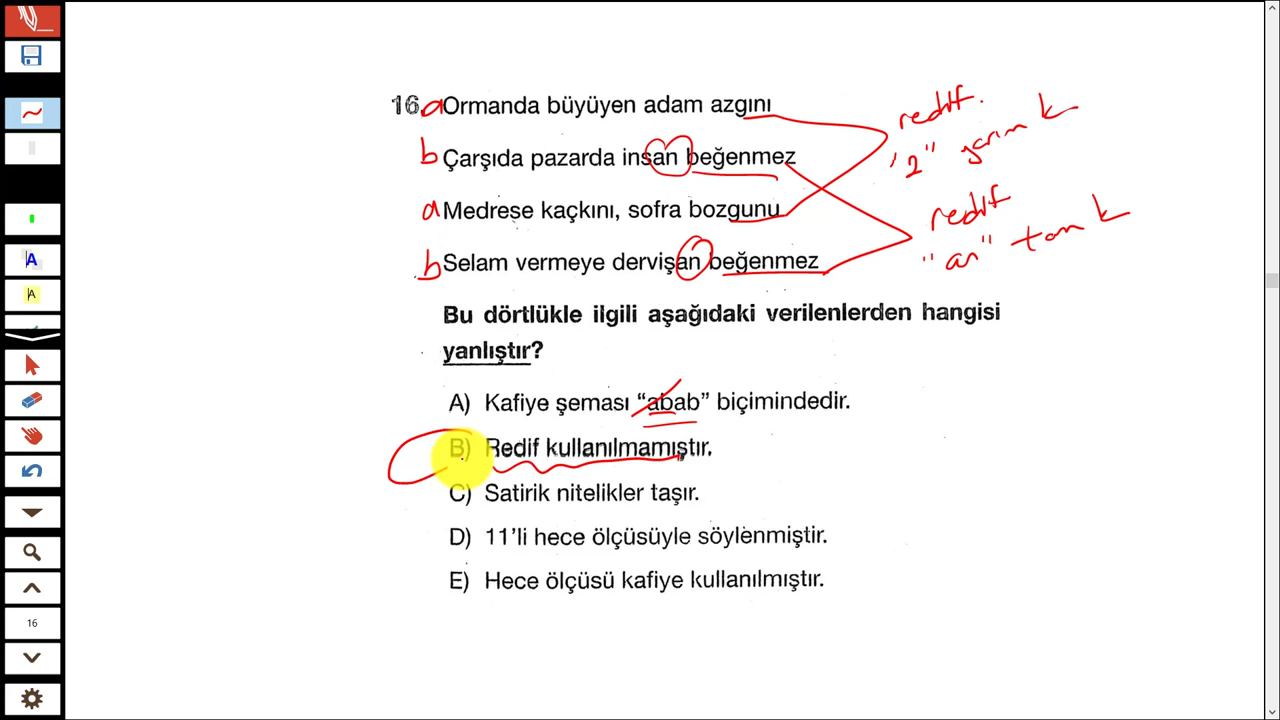 16. a Ormanda büyüyen adam azgını
redif.
"2" yarım k
b Çarşıda pazarda insan beğenmez
a Medrese kaçkını, sofra bozgunu
redif
"an" tam k
b Selam vermeye dervişan beğenmez
Bu dörtlükle ilgili aşağıdaki verilenlerden hangisi
yanlıştır?
A) Kafiye şeması “abab” biçimindedir.
B) Redif kullanılmamıştır.
C) Satirik nitelikler taşır.
D) 11’li hece ölçüsüyle söylenmiştir.
E) Hece ölçüsü kafiye kullanılmıştır.
A
A
16